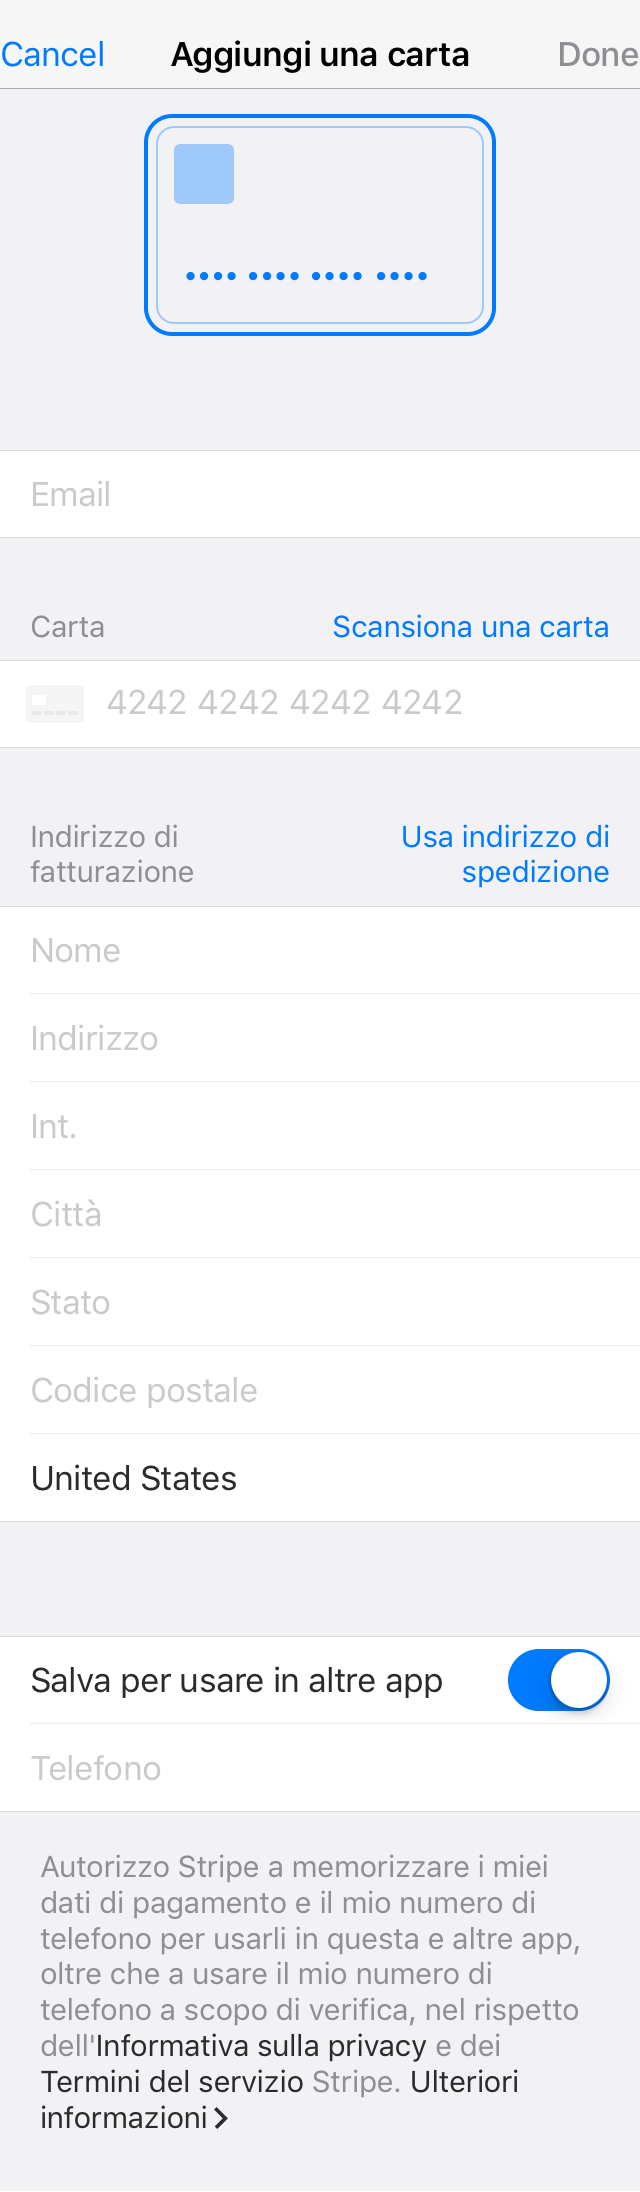 Cancel Aggiungi una carta Done
•••• •••• •••• ••••
Email
Carta Scansiona una carta
4242 4242 4242 4242
Indirizzo di Usa indirizzo di
fatturazione spedizione
Nome
Indirizzo
Int.
Città
Stato
Codice postale
United States
Salva per usare in altre app
Telefono
Autorizzo Stripe a memorizzare i miei
dati di pagamento e il mio numero di
telefono per usarli in questa e altre app,
oltre che a usare il mio numero di
telefono a scopo di verifica, nel rispetto
dell'Informativa sulla privacy e dei
Termini del servizio Stripe. Ulteriori
informazioni